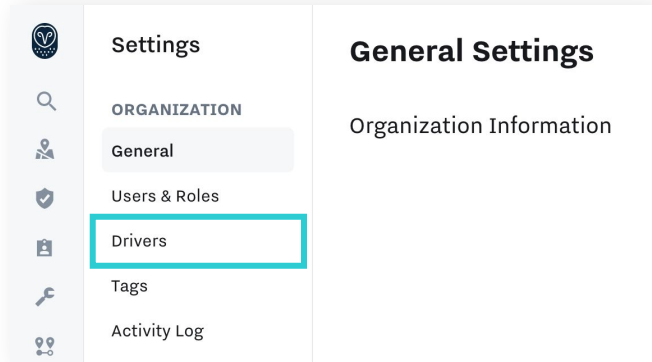 Settings
ORGANIZATION
General
Users & Roles
Drivers
Tags
Activity Log
General Settings
Organization Information